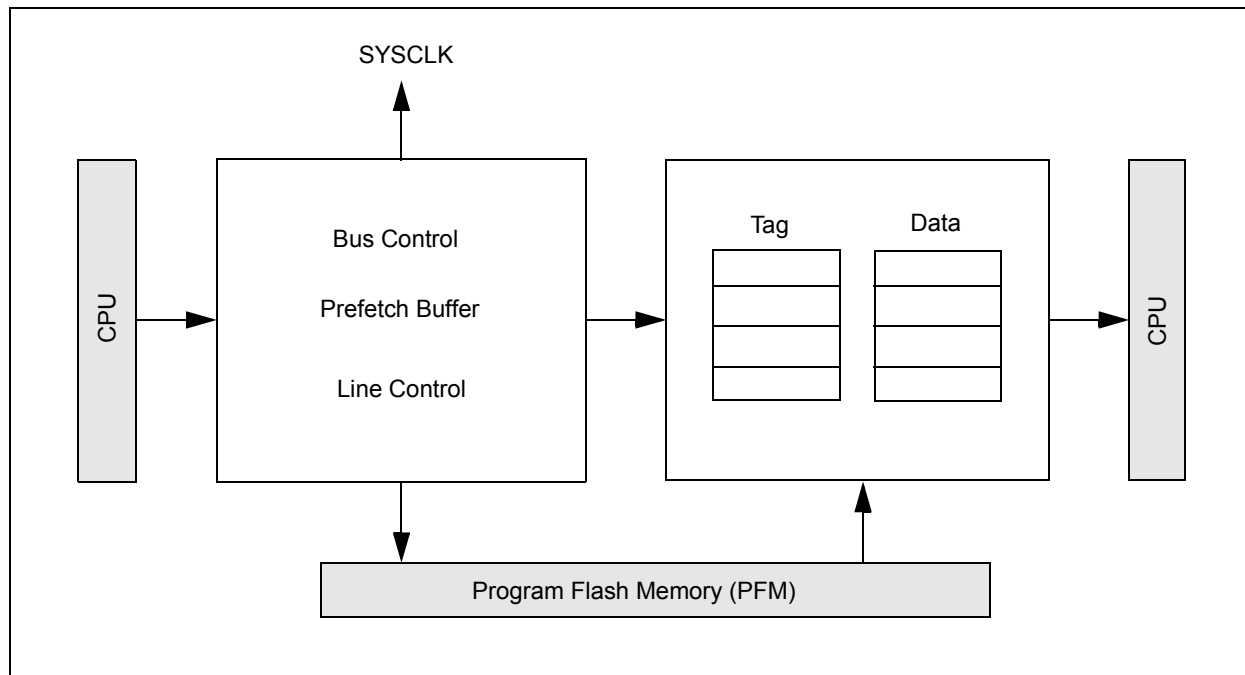 SYSCLK
CPU
Bus Control
Prefetch Buffer
Line Control
Tag
Data
CPU
Program Flash Memory (PFM)